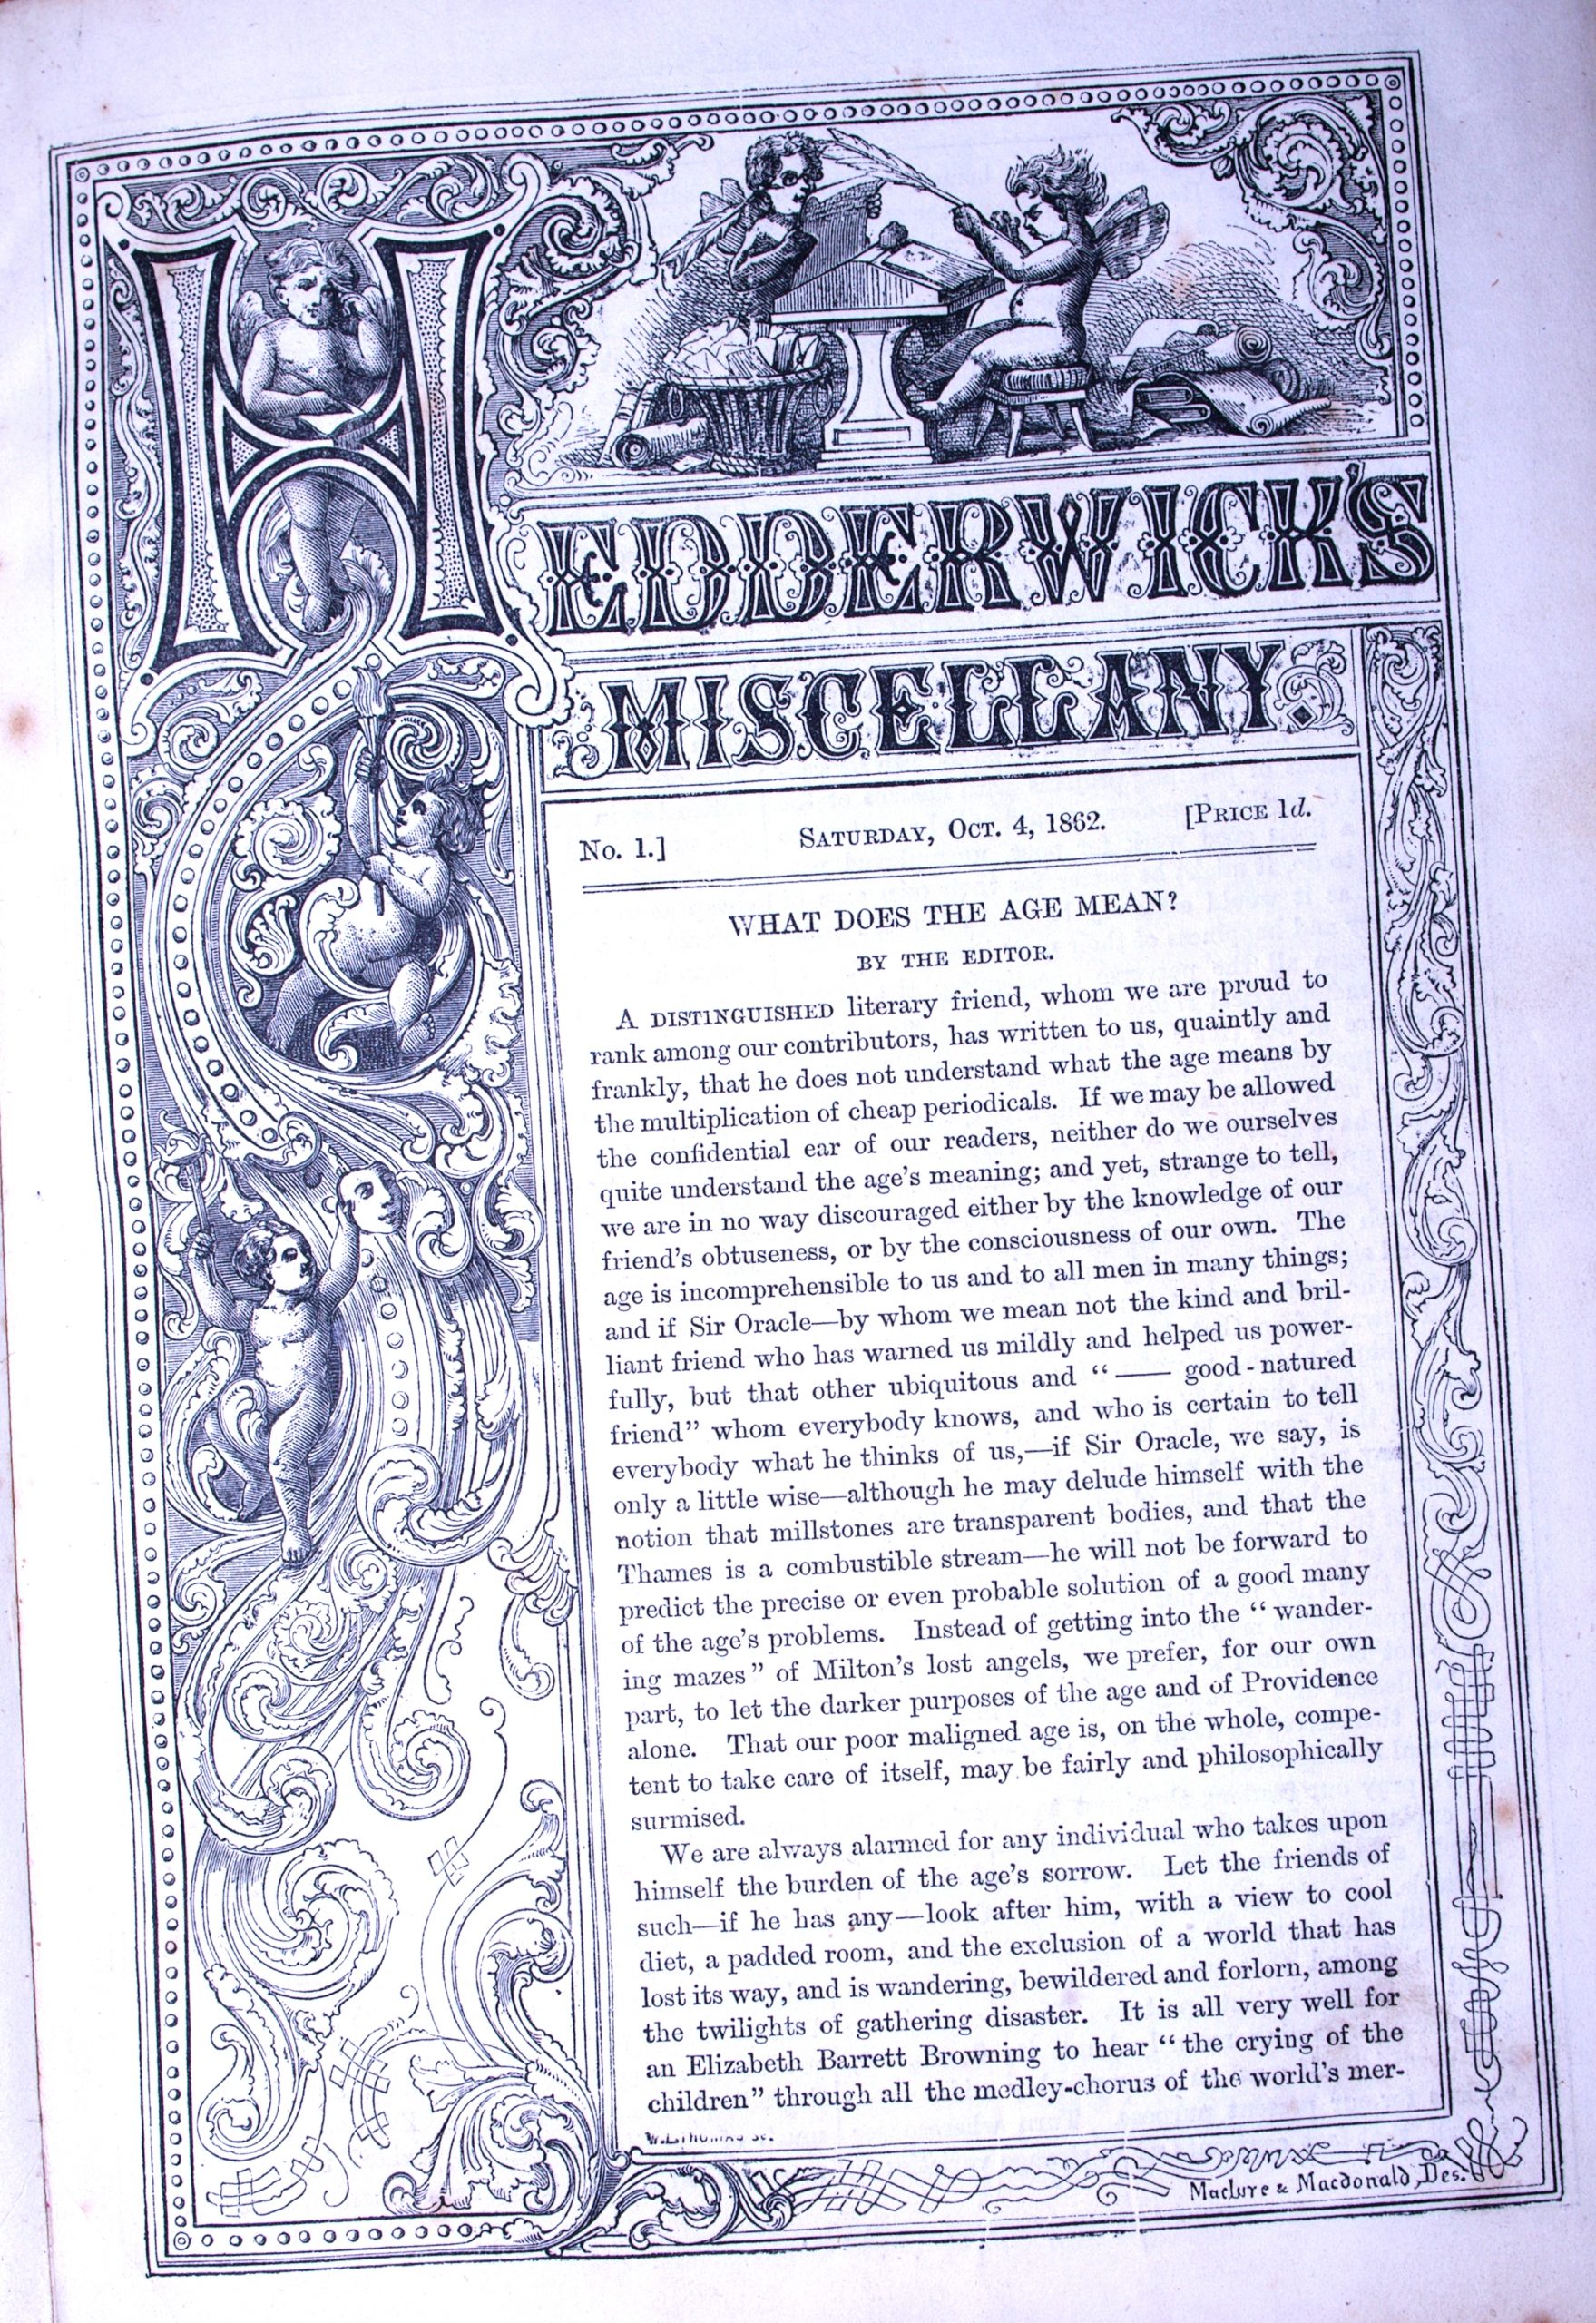 HEDDERWICK'S
MISCELLANY.
No. 1.] SATURDAY, OCT. 4, 1862. [PRICE 1d.
WHAT DOES THE AGE MEAN?
BY THE EDITOR.
A DISTINGUISHED literary friend, whom we are proud to
rank among our contributors, has written to us, quaintly and
frankly, that he does not understand what the age means by
the multiplication of cheap periodicals. If we may be allowed
the confidential ear of our readers, neither do we ourselves
quite understand the age's meaning; and yet, strange to tell,
we are in no way discouraged either by the knowledge of our
friend's obtuseness, or by the consciousness of our own. The
age is incomprehensible to us and to all men in many things;
and if Sir Oracle—by whom we mean not the kind and bril-
liant friend who has warned us mildly and helped us power-
fully, but that other ubiquitous and “—— good-natured
friend” whom everybody knows, and who is certain to tell
everybody what he thinks of us,—if Sir Oracle, we say, is
only a little wise—although he may delude himself with the
notion that millstones are transparent bodies, and that the
Thames is a combustible stream—he will not be forward to
predict the precise or even probable solution of a good many
of the age's problems. Instead of getting into the “wander-
ing mazes” of Milton's lost angels, we prefer, for our own
part, to let the darker purposes of the age and of Providence
alone. That our poor maligned age is, on the whole, compe-
tent to take care of itself, may be fairly and philosophically
surmised.
We are always alarmed for any individual who takes upon
himself the burden of the age's sorrow. Let the friends of
such—if he has any—look after him, with a view to cool
diet, a padded room, and the exclusion of a world that has
lost its way, and is wandering, bewildered and forlorn, among
the twilights of gathering disaster. It is all very well for
an Elizabeth Barrett Browning to hear “the crying of the
children” through all the medley-chorus of the world's mer-
W.L.THOMAS SC.
Maclure & Macdonald, Des.